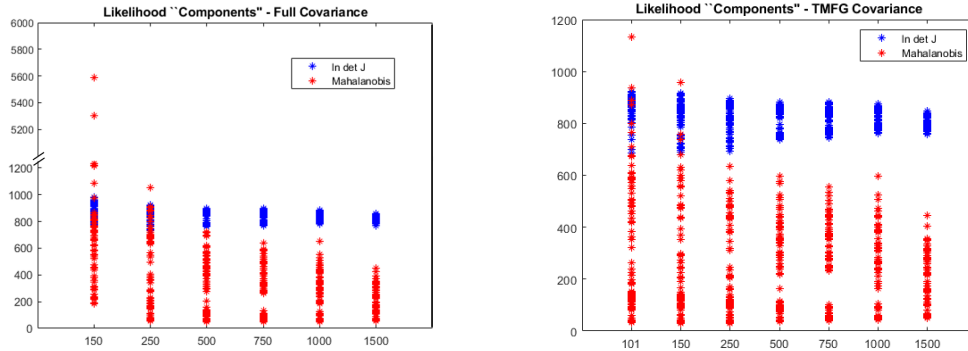 Likelihood ``Components" - Full Covariance
6000
5800
5600
5400
5200
1200
1000
800
600
400
200
0
150 250 500 750 1000 1500
ln det J
Mahalanobis
Likelihood ``Components" - TMFG Covariance
1200
1000
800
600
400
200
0
101 150 250 500 750 1000 1500
ln det J
Mahalanobis